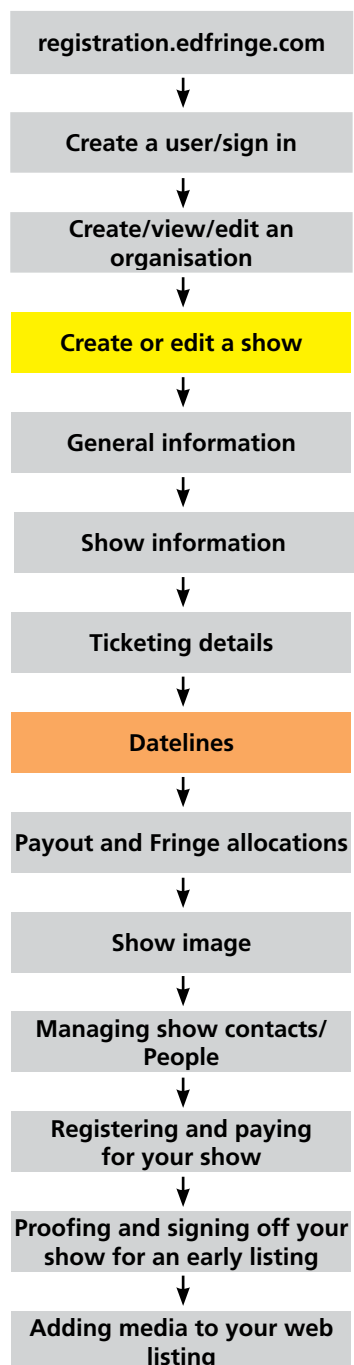 registration.edfringe.com
Create a user/sign in
Create/view/edit an
organisation
Create or edit a show
General information
Show information
Ticketing details
Datelines
Payout and Fringe allocations
Show image
Managing show contacts/
People
Registering and paying
for your show
Proofing and signing off your
show for an early listing
Adding media to your web
listing